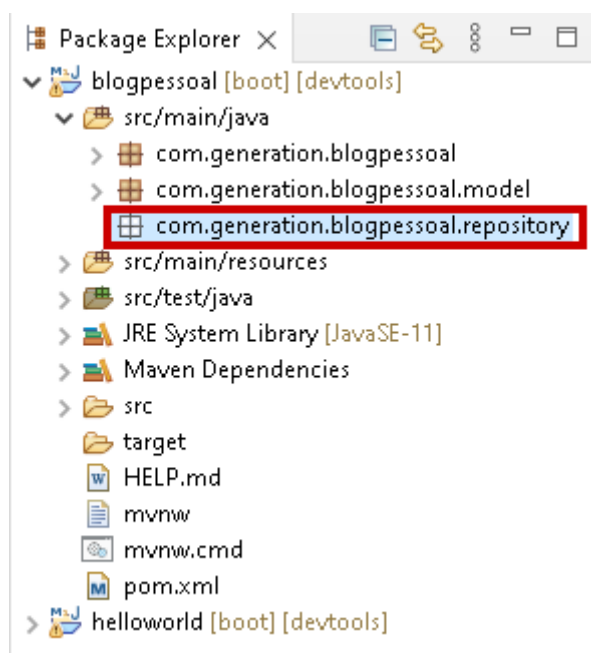 Package Explorer
blogpessoal [boot] [devtools]
src/main/java
com.generation.blogpessoal
com.generation.blogpessoal.model
com.generation.blogpessoal.repository
src/main/resources
src/test/java
JRE System Library [JavaSE-11]
Maven Dependencies
src
target
HELP.md
mvnw
mvnw.cmd
pom.xml
helloworld [boot] [devtools]